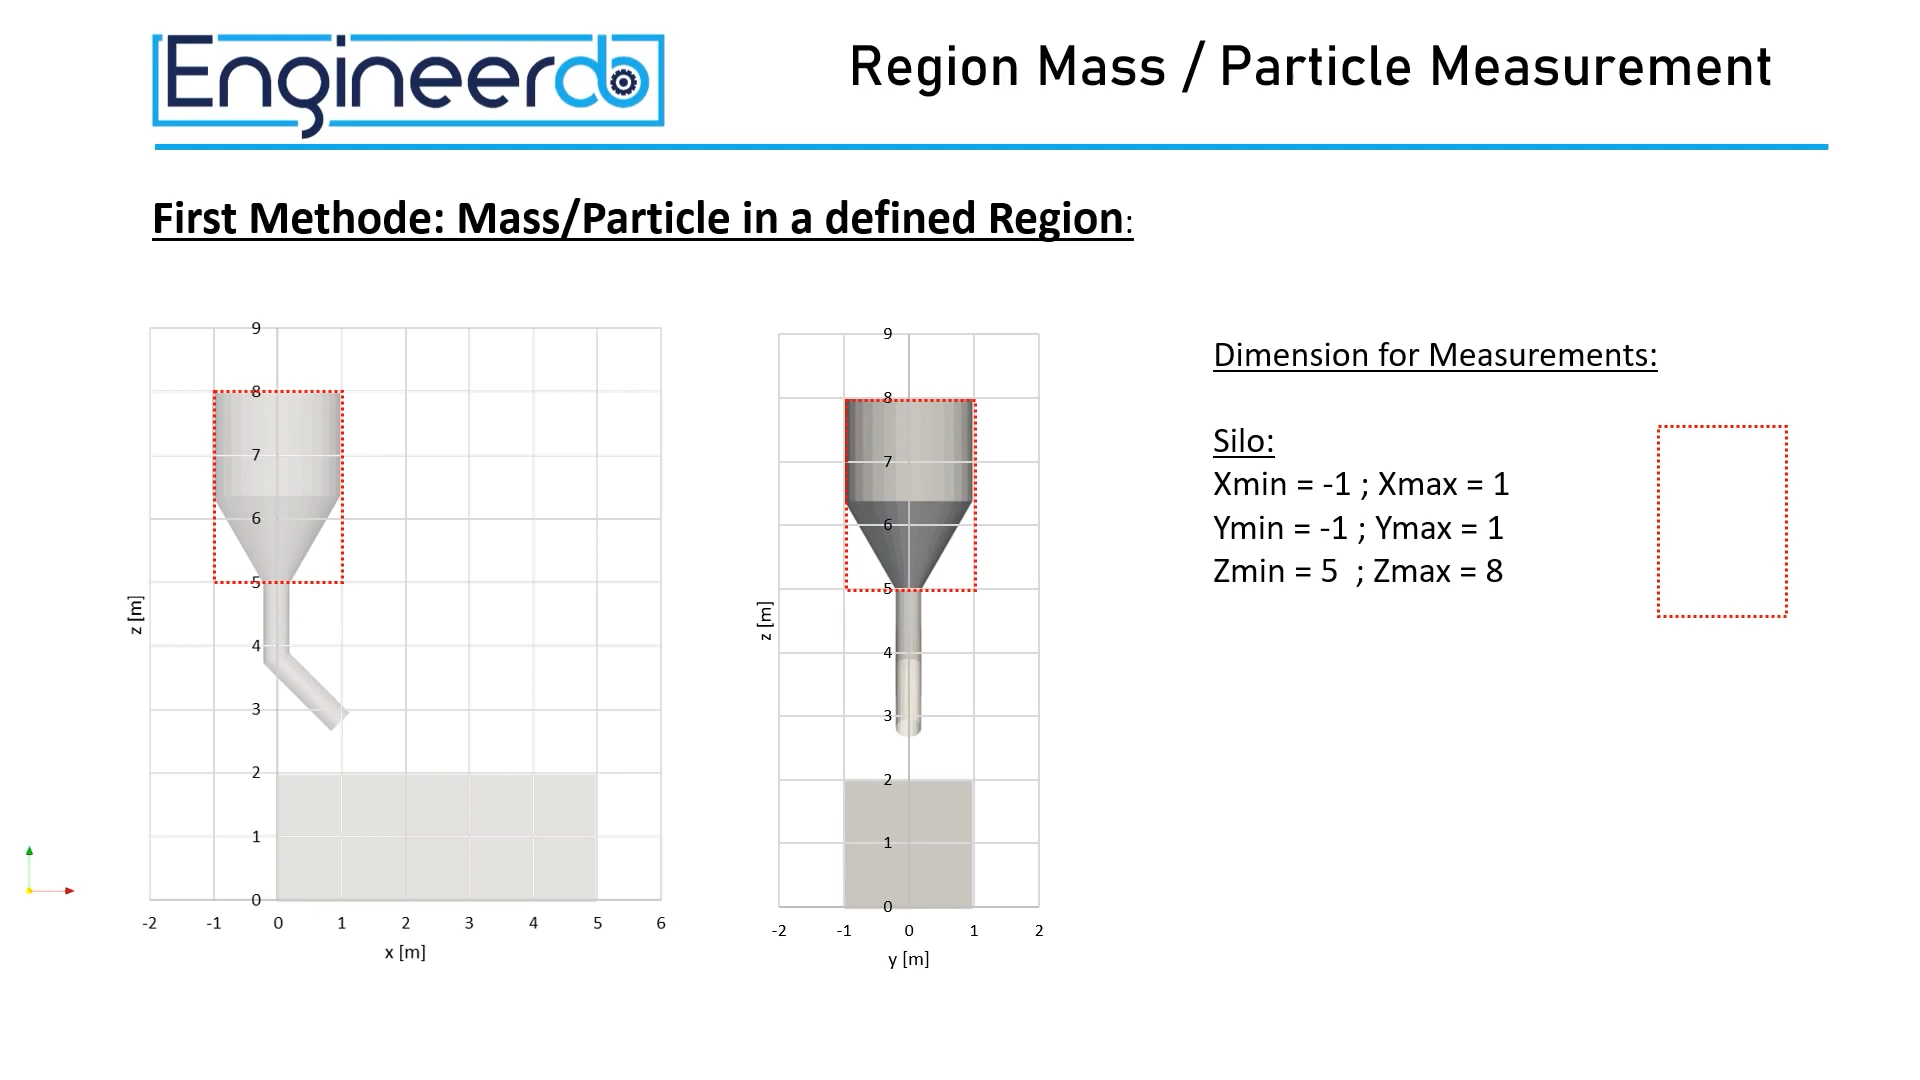 Engineerdo
Region Mass / Particle Measurement
First Methode: Mass/Particle in a defined Region:
9
8
7
6
5
4
3
2
1
0
z [m]
-2 -1 0 1 2 3 4 5 6
x [m]
9
8
7
6
5
4
3
2
1
0
z [m]
-2 -1 0 1 2
y [m]
Dimension for Measurements:
Silo:
Xmin = -1 ; Xmax = 1
Ymin = -1 ; Ymax = 1
Zmin = 5 ; Zmax = 8